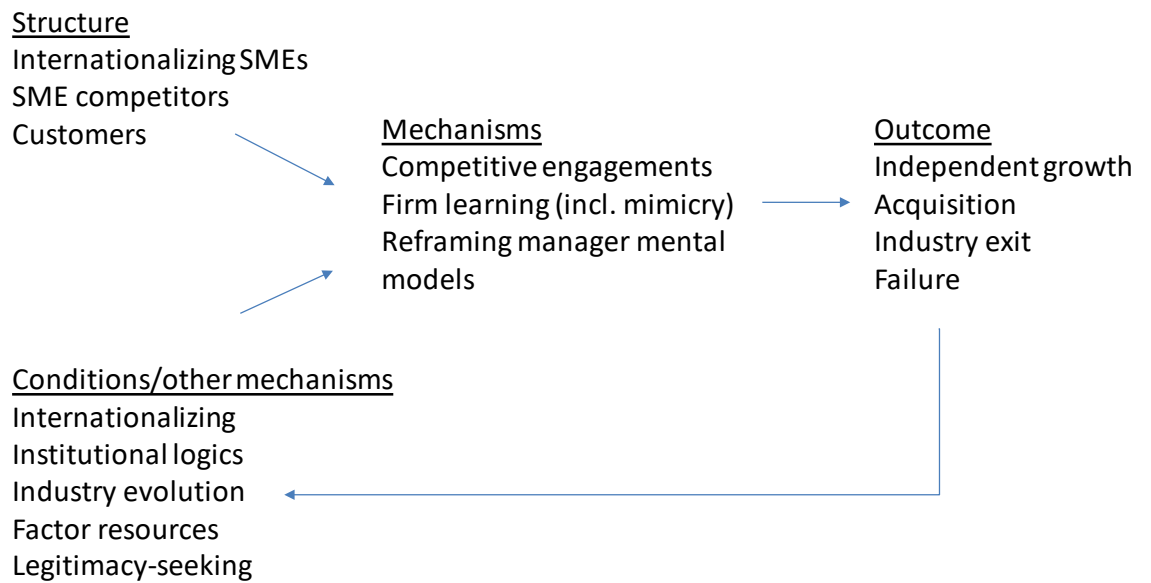 Structure
Internationalizing SMEs
SME competitors
Customers
Mechanisms
Competitive engagements
Firm learning (incl. mimicry)
Reframing manager mental
models
Outcome
Independent growth
Acquisition
Industry exit
Failure
Conditions/other mechanisms
Internationalizing
Institutional logics
Industry evolution
Factor resources
Legitimacy-seeking